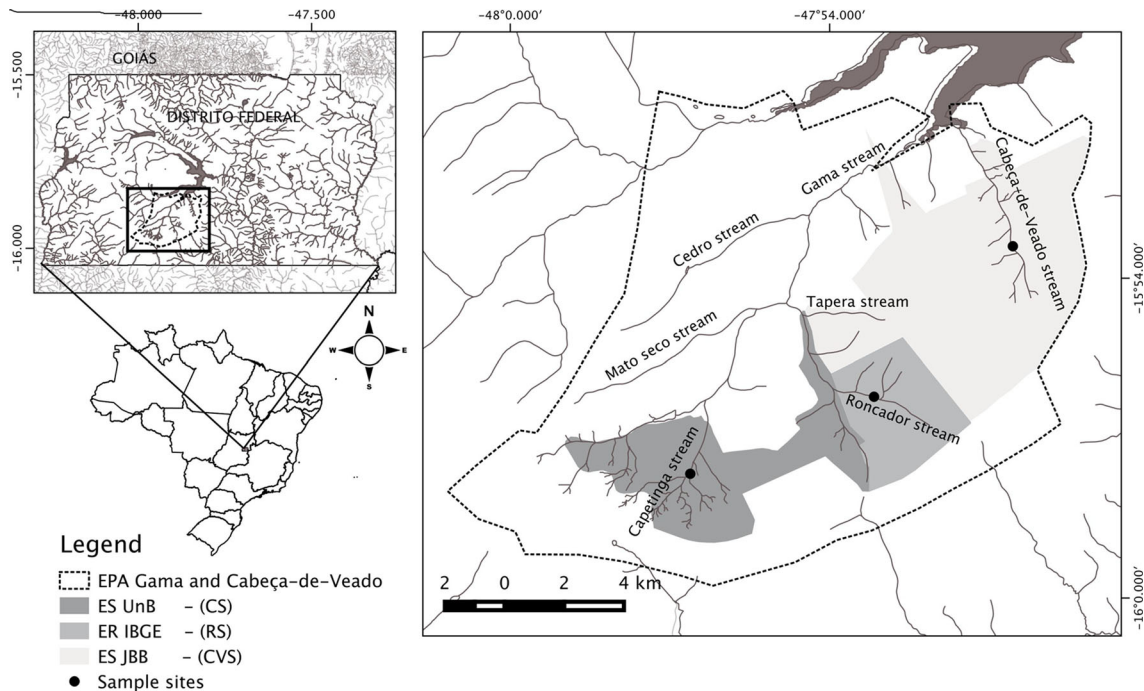 −48.000
−47.500
−15.500
−16.000
GOIÁS
DISTRITO FEDERAL
N
W
E
S
Legend
EPA Gama and Cabeça-de-Veado
ES UnB – (CS)
ER IBGE – (RS)
ES JBB – (CVS)
Sample sites
−48°0.000′
−47°54.000′
−15°54.000′
−16°0.000′
Gama stream
Cabeça-de-Veado stream
Cedro stream
Tapera stream
Mato seco stream
Roncador stream
Capetinga stream
2 0 2 4 km